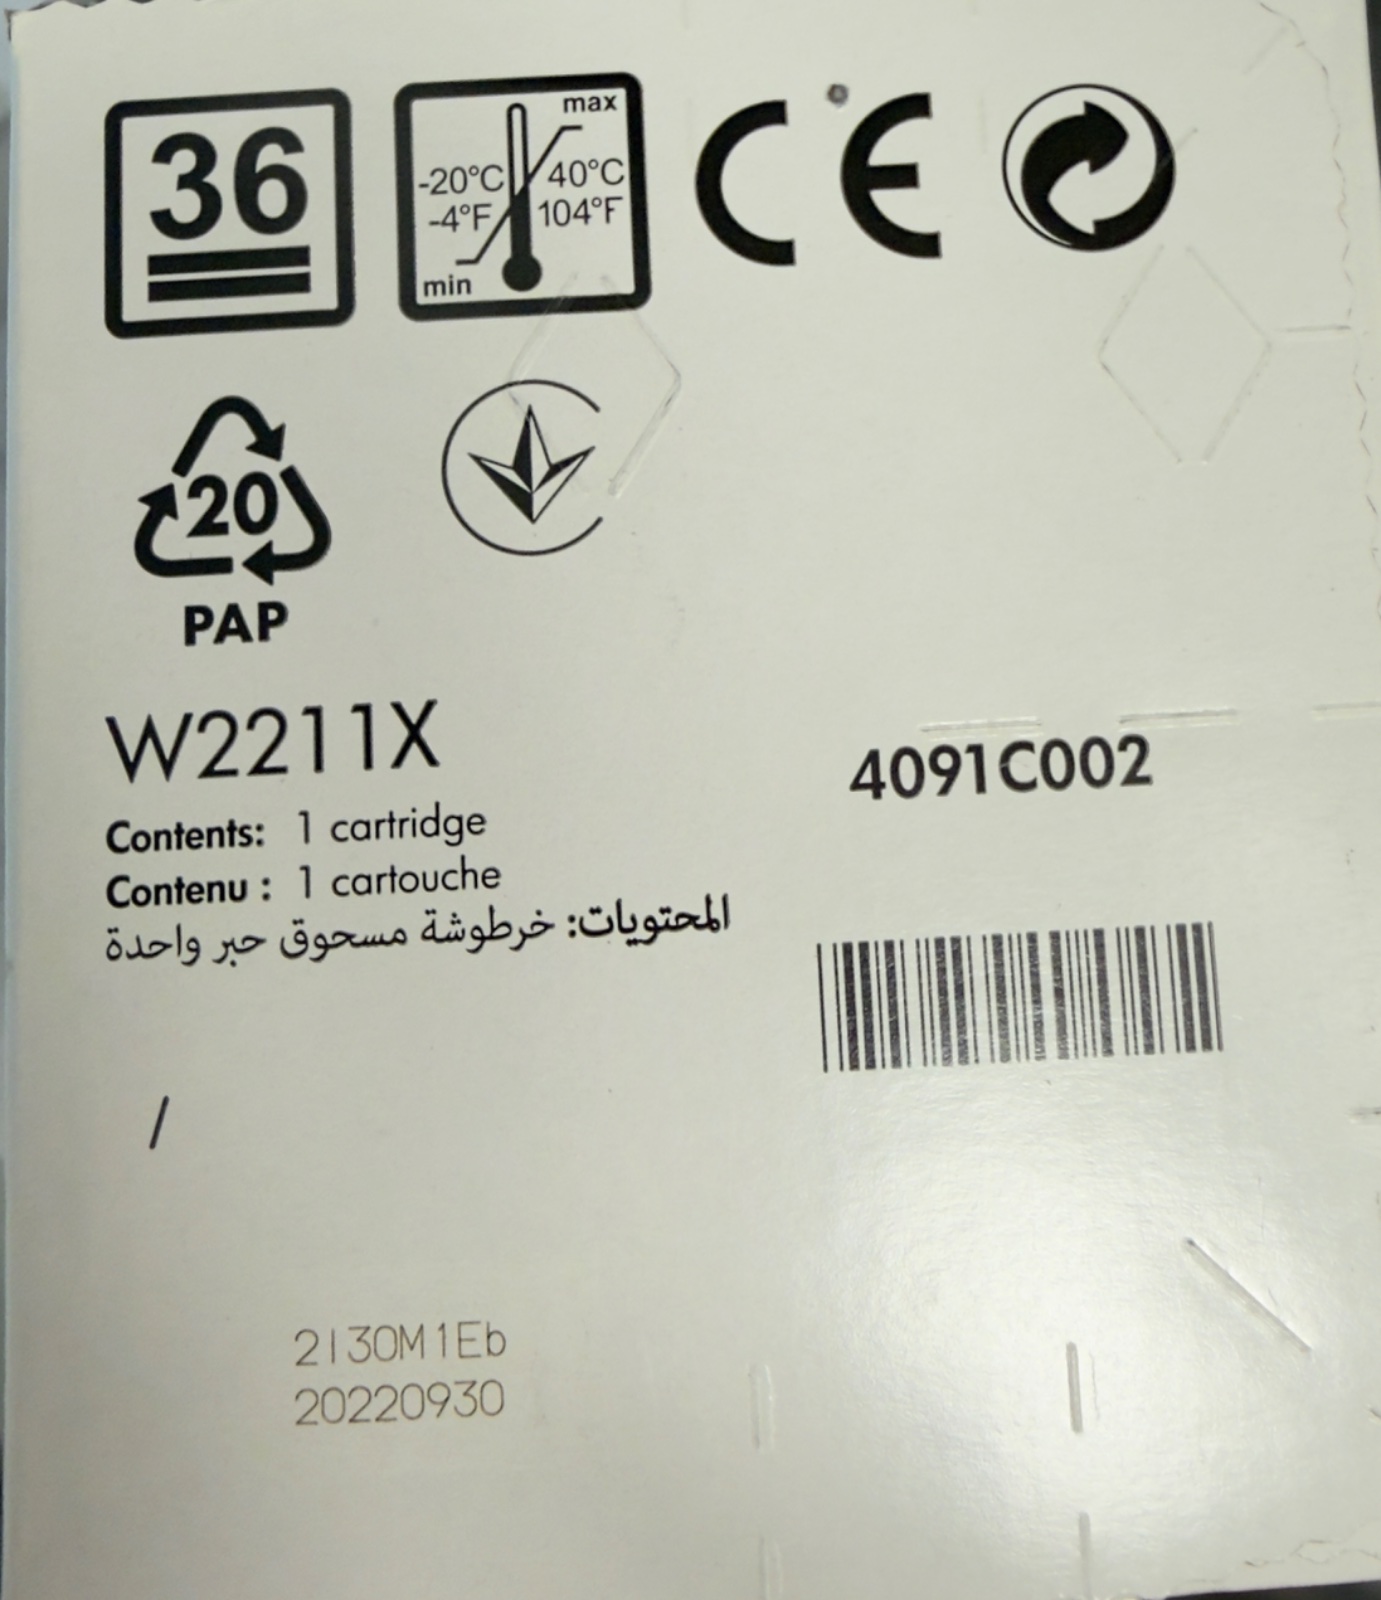 36
max
-20°C 40°C
-4°F 104°F
min
20
PAP
W2211X
4091C002
Contents: 1 cartridge
Contenu : 1 cartouche
المحتويات: خرطوشة مسحوق حبر واحدة
/
2I30M1Eb
20220930